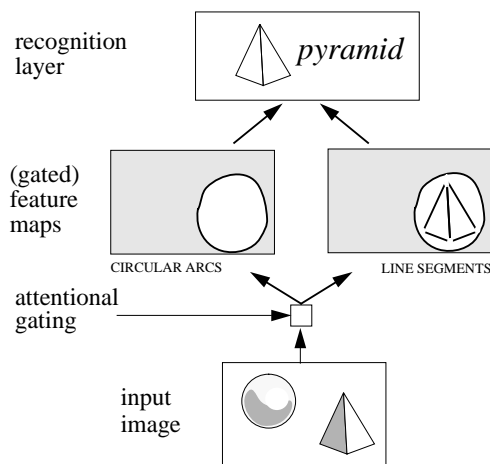 recognition
layer
pyramid
(gated)
feature
maps
CIRCULAR ARCS
LINE SEGMENTS
attentional
gating
input
image